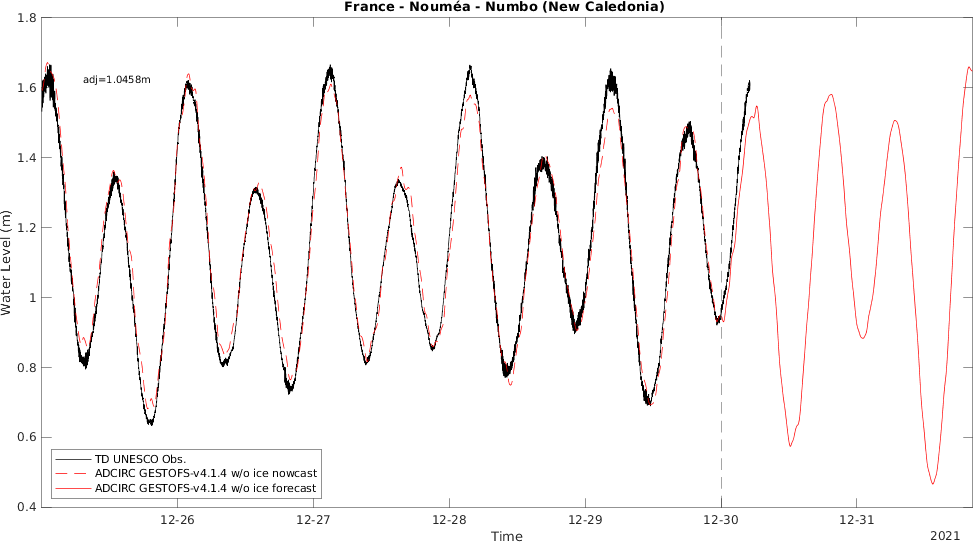 France - Nouméa - Numbo (New Caledonia)
1.8
1.6
1.4
1.2
1
0.8
0.6
0.4
Water Level (m)
adj=1.0458m
TD UNESCO Obs.
ADCIRC GESTOFS-v4.1.4 w/o ice nowcast
ADCIRC GESTOFS-v4.1.4 w/o ice forecast
12-26
12-27
12-28
12-29
12-30
12-31
Time
2021